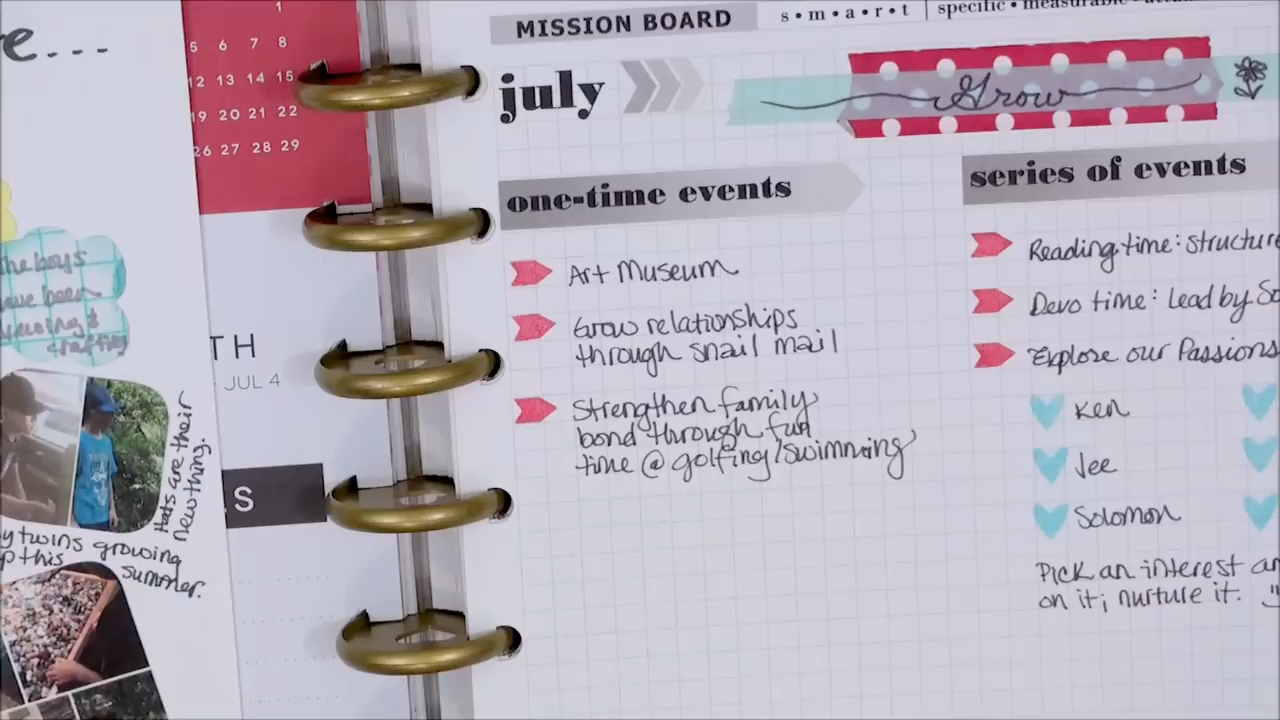 1
5 6 7 8
12 13 14 15
19 20 21 22
26 27 28 29
TH
JUL 4
S
the boys
have been
crafting
Hats are their
new thing.
twins growing
up this summer.
MISSION BOARD
s • m • a • r • t | specific • measurable •
july
Grow
one-time events
Art Museum
Grow relationships
through snail mail
Strengthen family
bond through fun
time @ golfing/swimming
series of events
Reading time: structure
Devo time: Lead by
Explore our Passions
Ken
Jee
Solomon
Pick an interest
on it; nurture it.